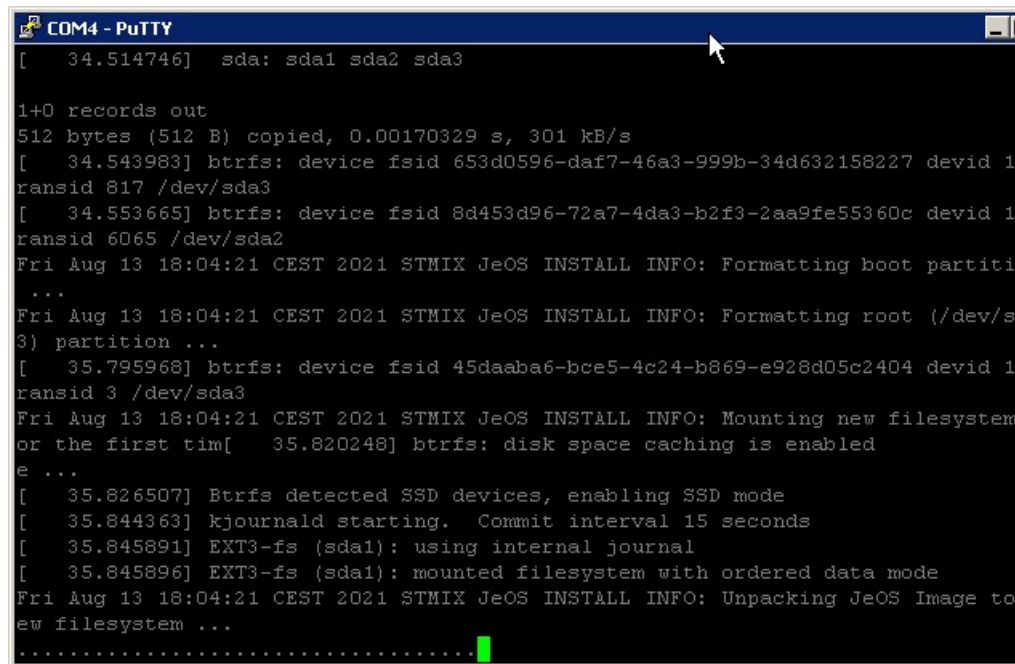 COM4 - PuTTY
[   34.514746]  sda: sda1 sda2 sda3
1+0 records out
512 bytes (512 B) copied, 0.00170329 s, 301 kB/s
[   34.543983] btrfs: device fsid 653d0596-daf7-46a3-999b-34d632158227 devid 1
ransid 817 /dev/sda3
[   34.553665] btrfs: device fsid 8d453d96-72a7-4da3-b2f3-2aa9fe55360c devid 1
ransid 6065 /dev/sda2
Fri Aug 13 18:04:21 CEST 2021 STMIX JeOS INSTALL INFO: Formatting boot partiti
 ...
Fri Aug 13 18:04:21 CEST 2021 STMIX JeOS INSTALL INFO: Formatting root (/dev/s
3) partition ...
[   35.795968] btrfs: device fsid 45daaba6-bce5-4c24-b869-e928d05c2404 devid 1
ransid 3 /dev/sda3
Fri Aug 13 18:04:21 CEST 2021 STMIX JeOS INSTALL INFO: Mounting new filesystem
or the first tim[   35.820248] btrfs: disk space caching is enabled
e ...
[   35.826507] Btrfs detected SSD devices, enabling SSD mode
[   35.844363] kjournald starting.  Commit interval 15 seconds
[   35.845891] EXT3-fs (sda1): using internal journal
[   35.845896] EXT3-fs (sda1): mounted filesystem with ordered data mode
Fri Aug 13 18:04:21 CEST 2021 STMIX JeOS INSTALL INFO: Unpacking JeOS Image to
ew filesystem ...
......................................